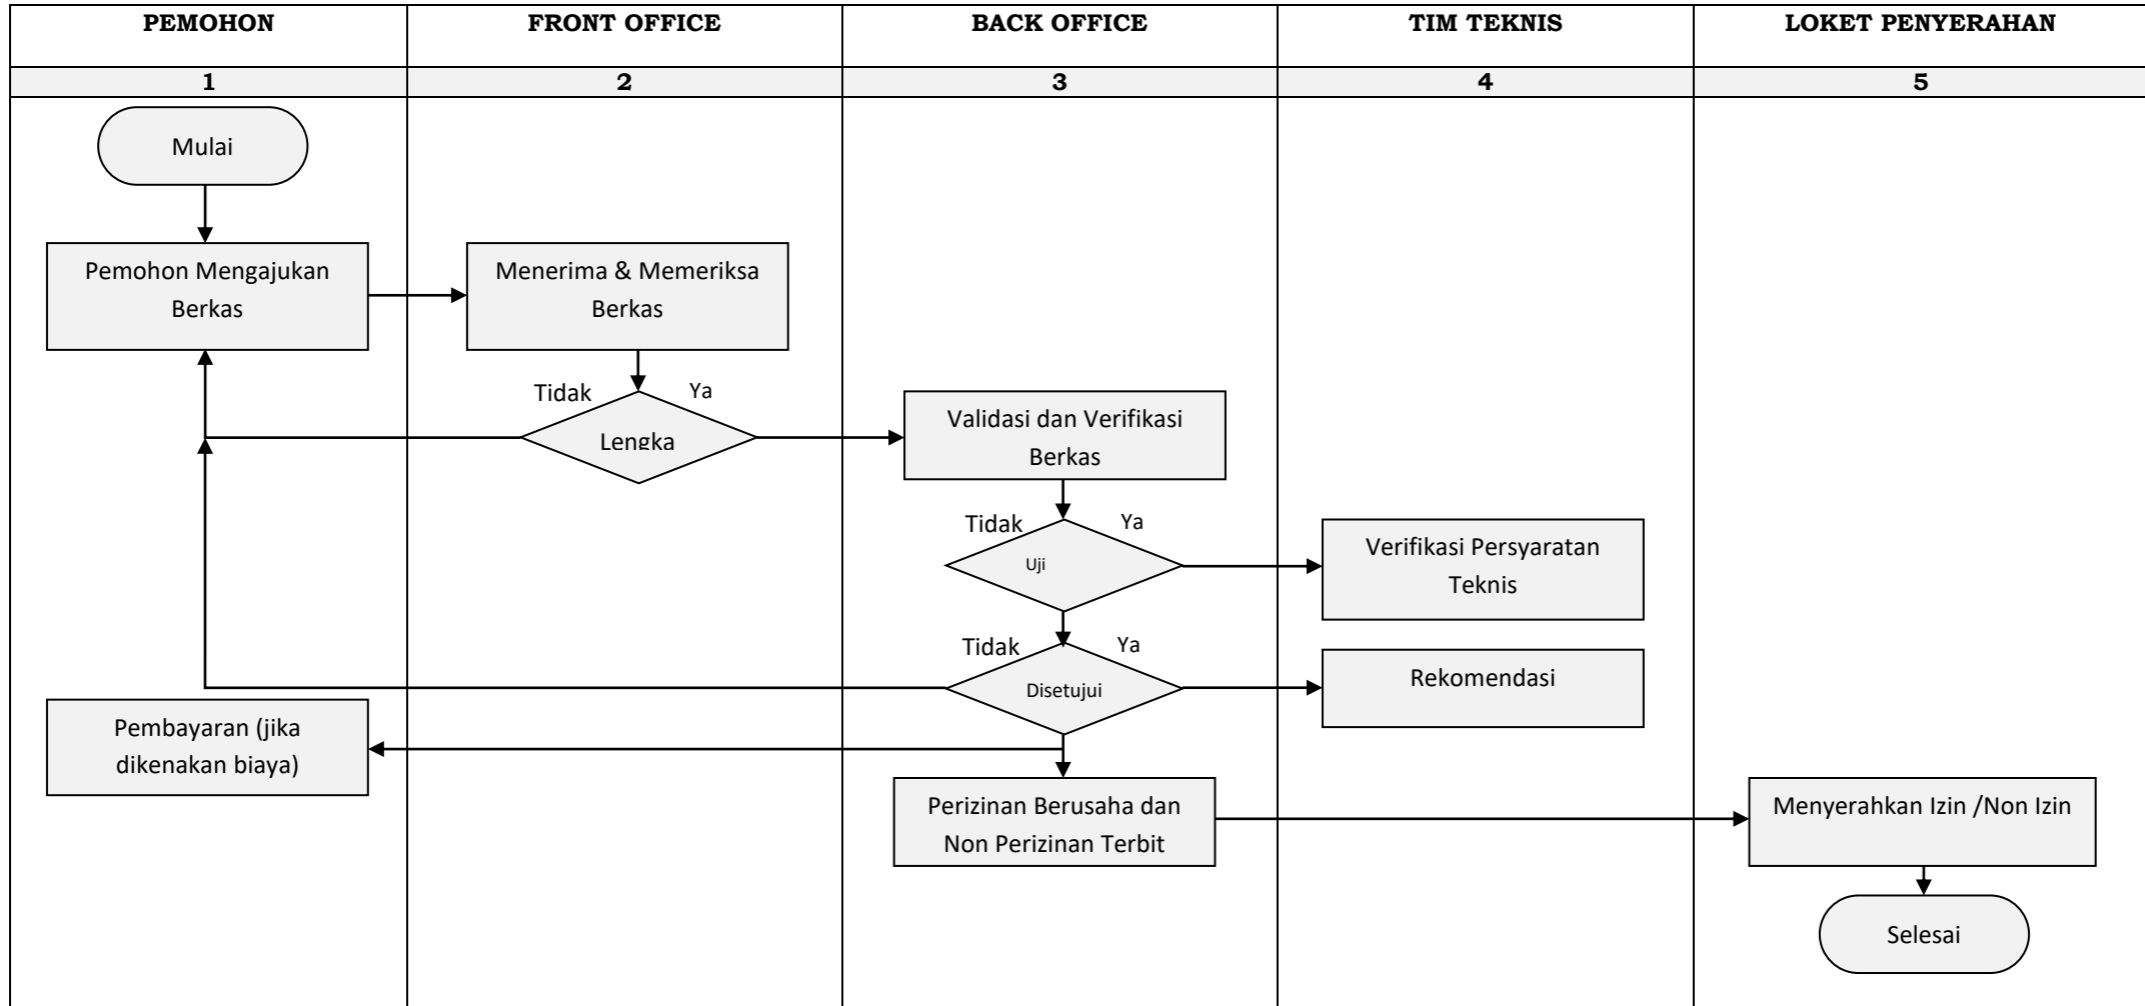 PEMOHON
FRONT OFFICE
BACK OFFICE
TIM TEKNIS
LOKET PENYERAHAN
1
2
3
4
5
Mulai
Pemohon Mengajukan
Berkas
Menerima & Memeriksa
Berkas
Tidak
Ya
Lengka
Validasi dan Verifikasi
Berkas
Tidak
Ya
Uji
Verifikasi Persyaratan
Teknis
Tidak
Ya
Disetujui
Rekomendasi
Pembayaran (jika
dikenakan biaya)
Perizinan Berusaha dan
Non Perizinan Terbit
Menyerahkan Izin /Non Izin
Selesai